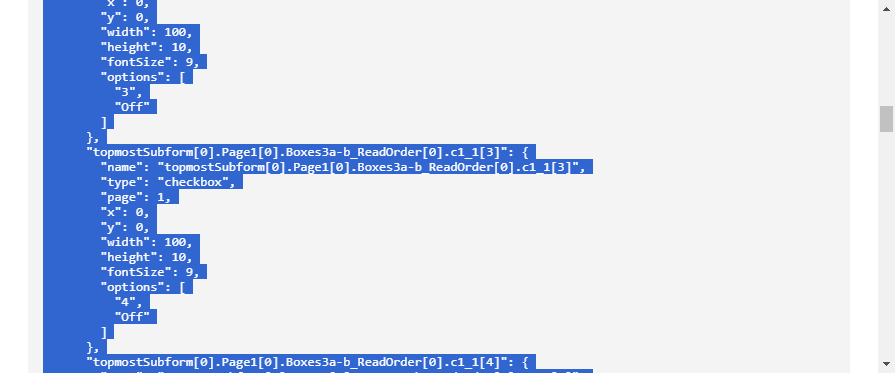 "x": 0,
"y": 0,
"width": 100,
"height": 10,
"fontSize": 9,
"options": [
"3",
"Off"
]
},
"topmostSubform[0].Page1[0].Boxes3a-b_ReadOrder[0].c1_1[3]": {
"name": "topmostSubform[0].Page1[0].Boxes3a-b_ReadOrder[0].c1_1[3]",
"type": "checkbox",
"page": 1,
"x": 0,
"y": 0,
"width": 100,
"height": 10,
"fontSize": 9,
"options": [
"4",
"Off"
]
},
"topmostSubform[0].Page1[0].Boxes3a-b_ReadOrder[0].c1_1[4]": {